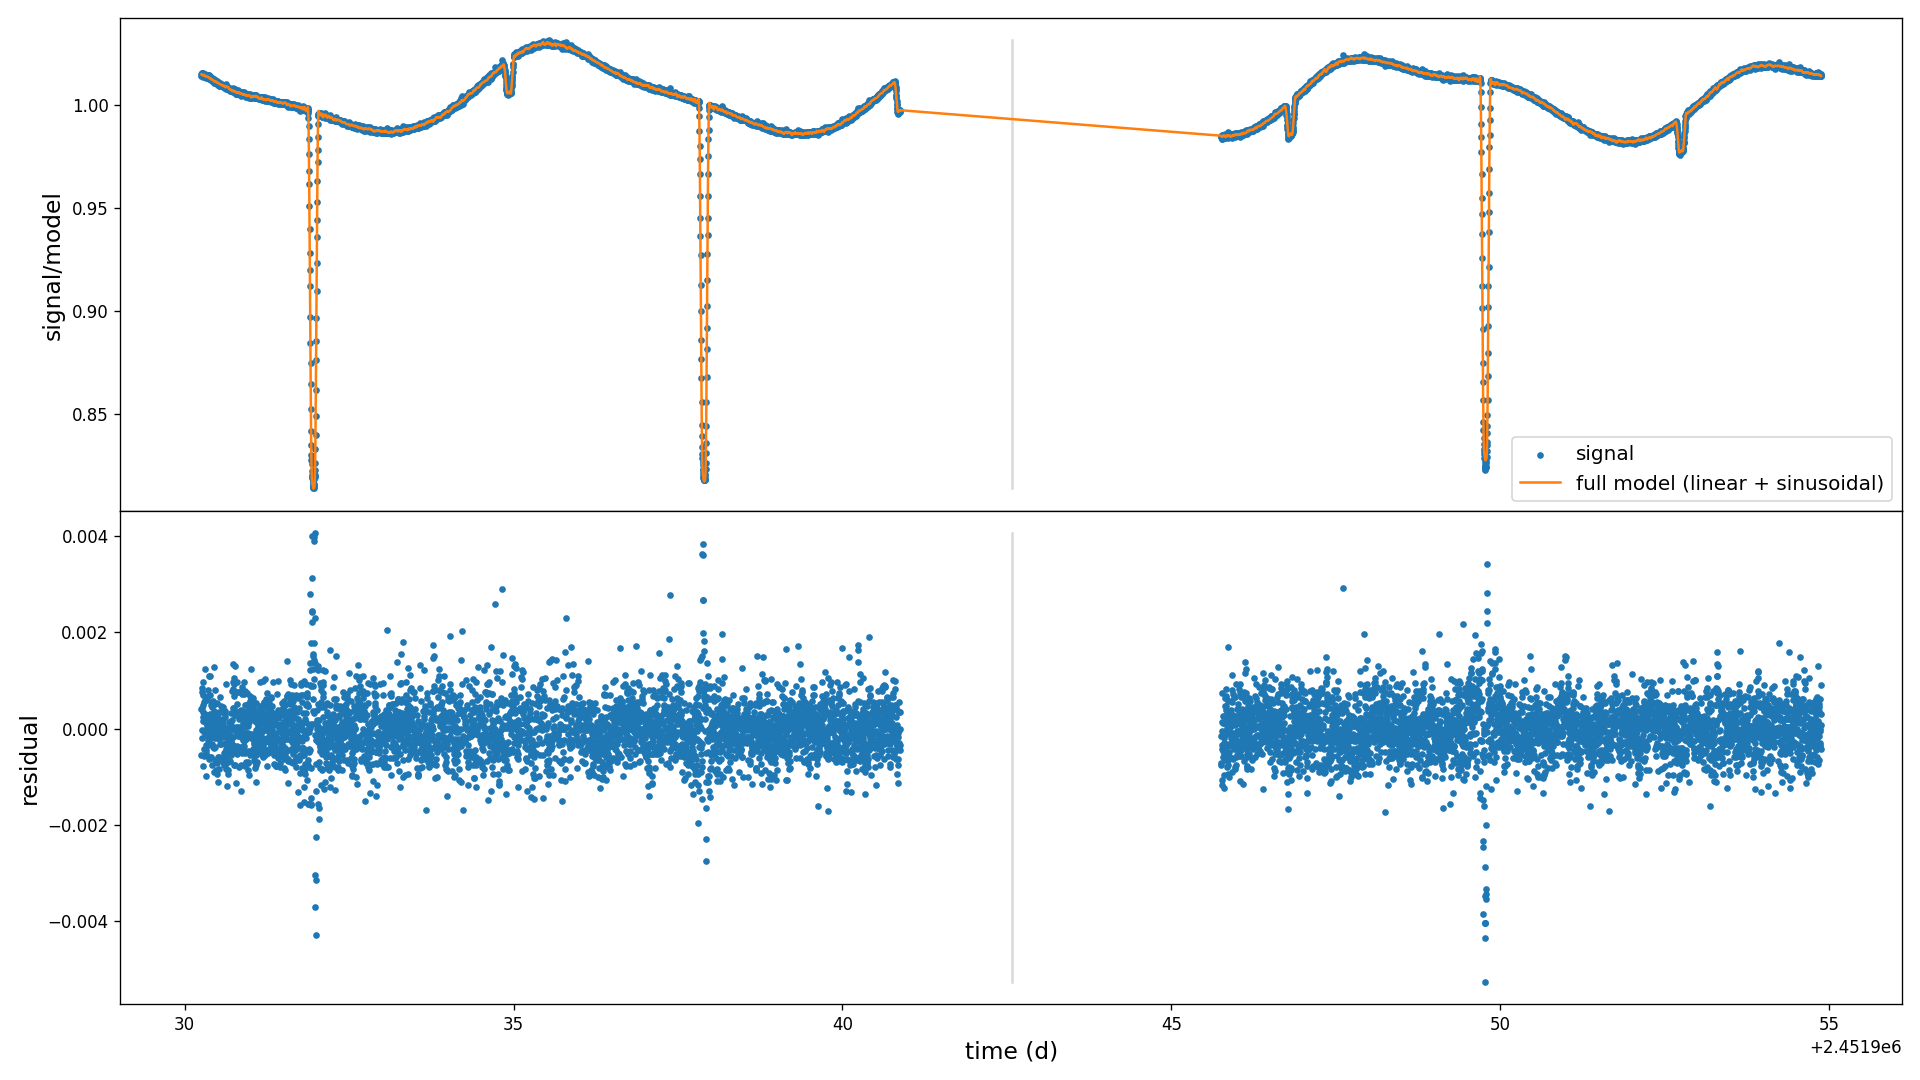 signal/model
1.00
0.95
0.90
0.85
signal
full model (linear + sinusoidal)
residual
0.004
0.002
0.000
−0.002
−0.004
30
35
40
45
50
55
time (d)
+2.4519e6